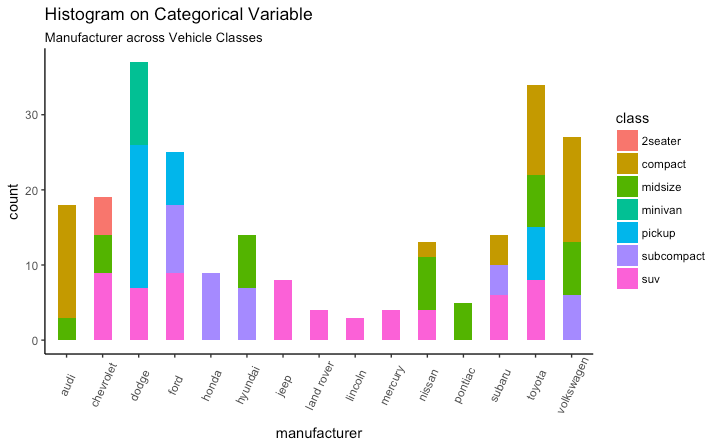 Histogram on Categorical Variable
Manufacturer across Vehicle Classes
count
30
20
10
0
audi
chevrolet
dodge
ford
honda
hyundai
jeep
land rover
lincoln
mercury
nissan
pontiac
subaru
toyota
volkswagen
manufacturer
class
2seater
compact
midsize
minivan
pickup
subcompact
suv